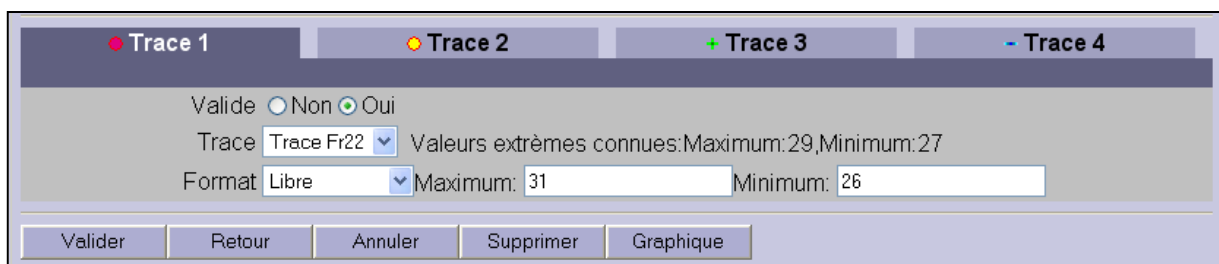 Trace 1 Trace 2 Trace 3 Trace 4
Valide Non Oui
Trace Trace Fr22 Valeurs extrèmes connues:Maximum:29,Minimum:27
Format Libre Maximum: 31 Minimum: 26
Valider Retour Annuler Supprimer Graphique